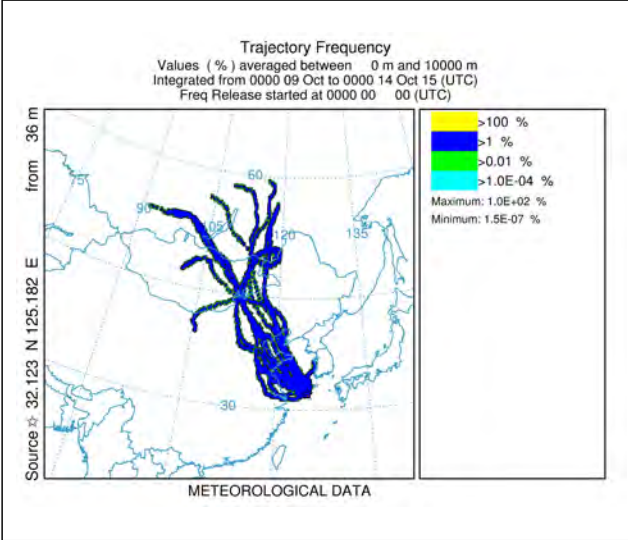 Trajectory Frequency
Values ( % ) averaged between 0 m and 10000 m
Integrated from 0000 09 Oct to 0000 14 Oct 15 (UTC)
Freq Release started at 0000 00 00 (UTC)
Source ☆ 32.123 N 125.182 E from 36 m
>100 %
>1 %
>0.01 %
>1.0E-04 %
Maximum: 1.0E+02 %
Minimum: 1.5E-07 %
75
90
105
60
120
135
30
METEOROLOGICAL DATA